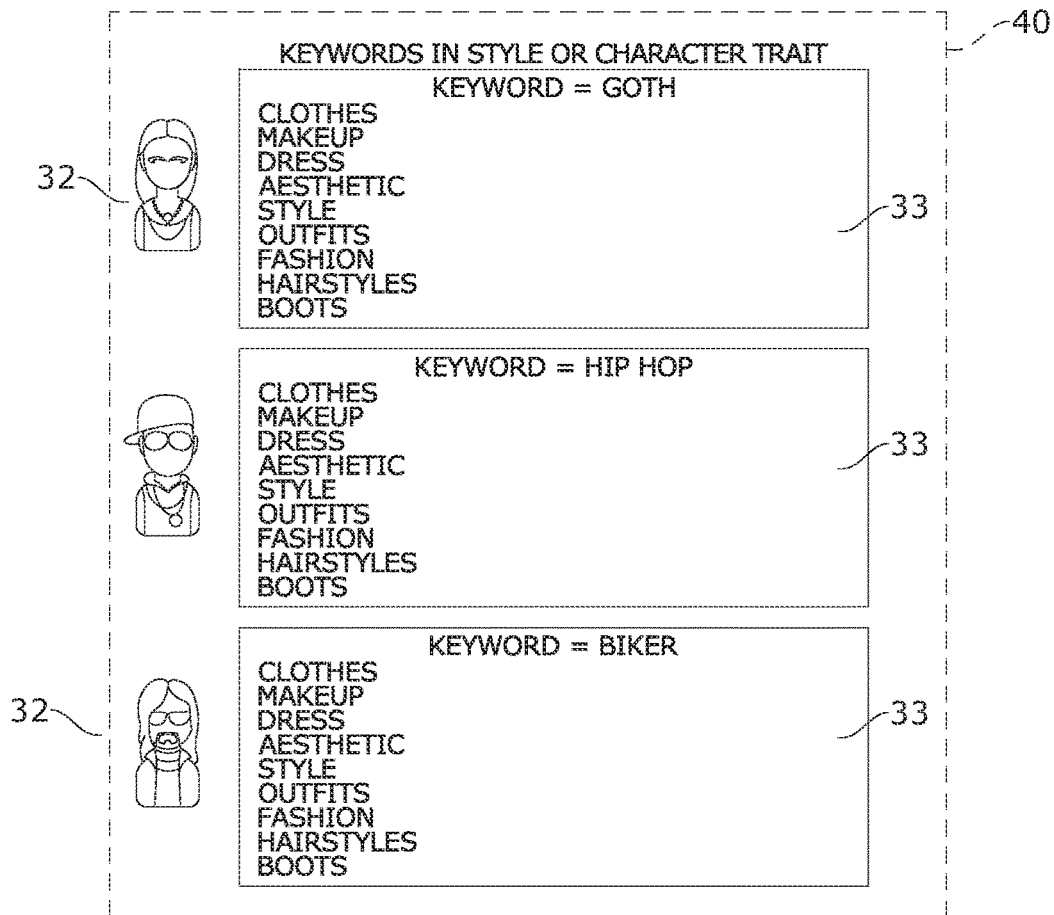 40
KEYWORDS IN STYLE OR CHARACTER TRAIT
KEYWORD = GOTH
CLOTHES
MAKEUP
DRESS
32
AESTHETIC
STYLE
33
OUTFITS
FASHION
HAIRSTYLES
BOOTS
KEYWORD = HIP HOP
CLOTHES
MAKEUP
DRESS
33
AESTHETIC
STYLE
OUTFITS
FASHION
HAIRSTYLES
BOOTS
KEYWORD = BIKER
CLOTHES
MAKEUP
32
DRESS
33
AESTHETIC
STYLE
OUTFITS
FASHION
HAIRSTYLES
BOOTS